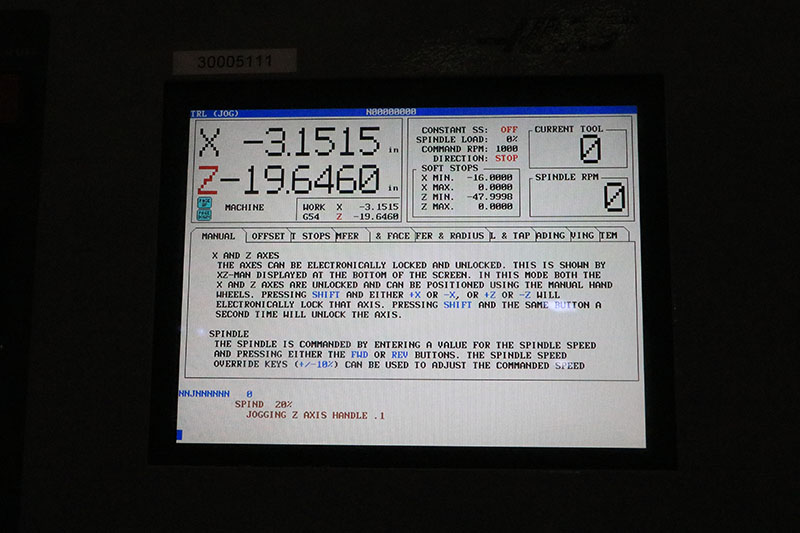 30005111
TRL (JOG) N00000000
X -3.1515 in
Z -19.6460 in
MACHINE
WORK X -3.1515
G54 Z -19.6460
CONSTANT SS: OFF
SPINDLE LOAD: 0%
COMMAND RPM: 1000
DIRECTION: STOP
SOFT STOPS
X MIN. -16.0000
X MAX. 0.0000
Z MIN. -47.9998
Z MAX. 0.0000
CURRENT TOOL
0
SPINDLE RPM
0
MANUAL OFFSET T STOPS MFER & FACE FER & RADIUS L & TAP ADING VING TEM
X AND Z AXES
THE AXES CAN BE ELECTRONICALLY LOCKED AND UNLOCKED. THIS IS SHOWN BY
XZ-MAN DISPLAYED AT THE BOTTOM OF THE SCREEN. IN THIS MODE BOTH THE
X AND Z AXES ARE UNLOCKED AND CAN BE POSITIONED USING THE MANUAL HAND
WHEELS. PRESSING SHIFT AND EITHER +X OR -X, OR +Z OR -Z WILL
ELECTRONICALLY LOCK THAT AXIS. PRESSING SHIFT AND THE SAME BUTTON A
SECOND TIME WILL UNLOCK THE AXIS.
SPINDLE
THE SPINDLE IS COMMANDED BY ENTERING A VALUE FOR THE SPINDLE SPEED
AND PRESSING EITHER THE FWD OR REV BUTTONS. THE SPINDLE SPEED
OVERRIDE KEYS (+/-10%) CAN BE USED TO ADJUST THE COMMANDED SPEED
NNJNNNNNN 0
SPIND 20%
JOGGING Z AXIS HANDLE .1